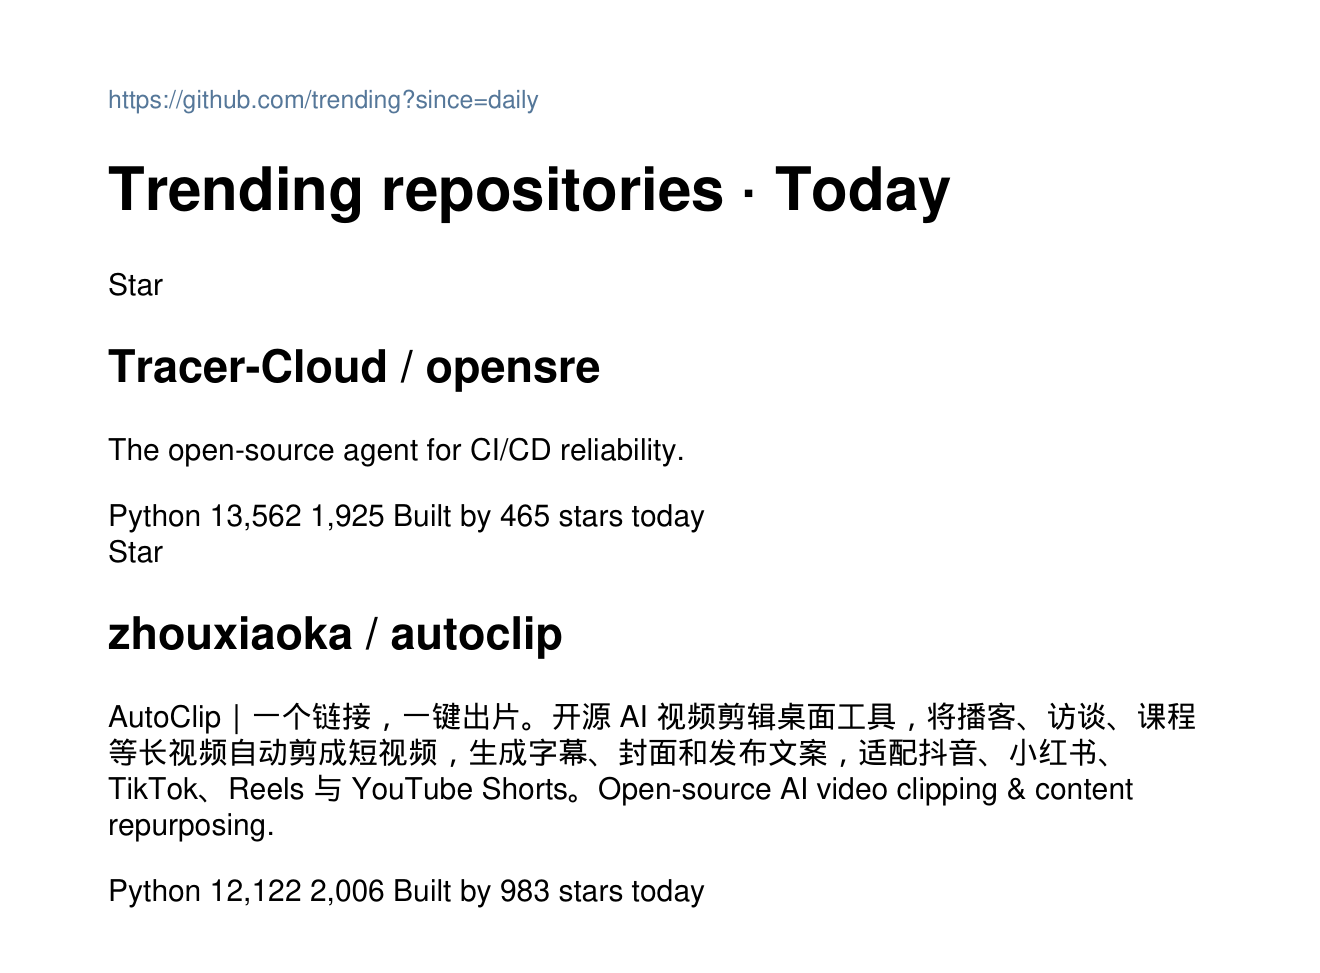 https://github.com/trending?since=daily
Trending repositories · Today
Star
Tracer-Cloud / opensre
The open-source agent for CI/CD reliability.
Python 13,562 1,925 Built by 465 stars today
Star
zhouxiaoka / autoclip
AutoClip｜一个链接，一键出片。开源 AI 视频剪辑桌面工具，将播客、访谈、课程
等长视频自动剪成短视频，生成字幕、封面和发布文案，适配抖音、小红书、
TikTok、Reels 与 YouTube Shorts。Open-source AI video clipping & content
repurposing.
Python 12,122 2,006 Built by 983 stars today